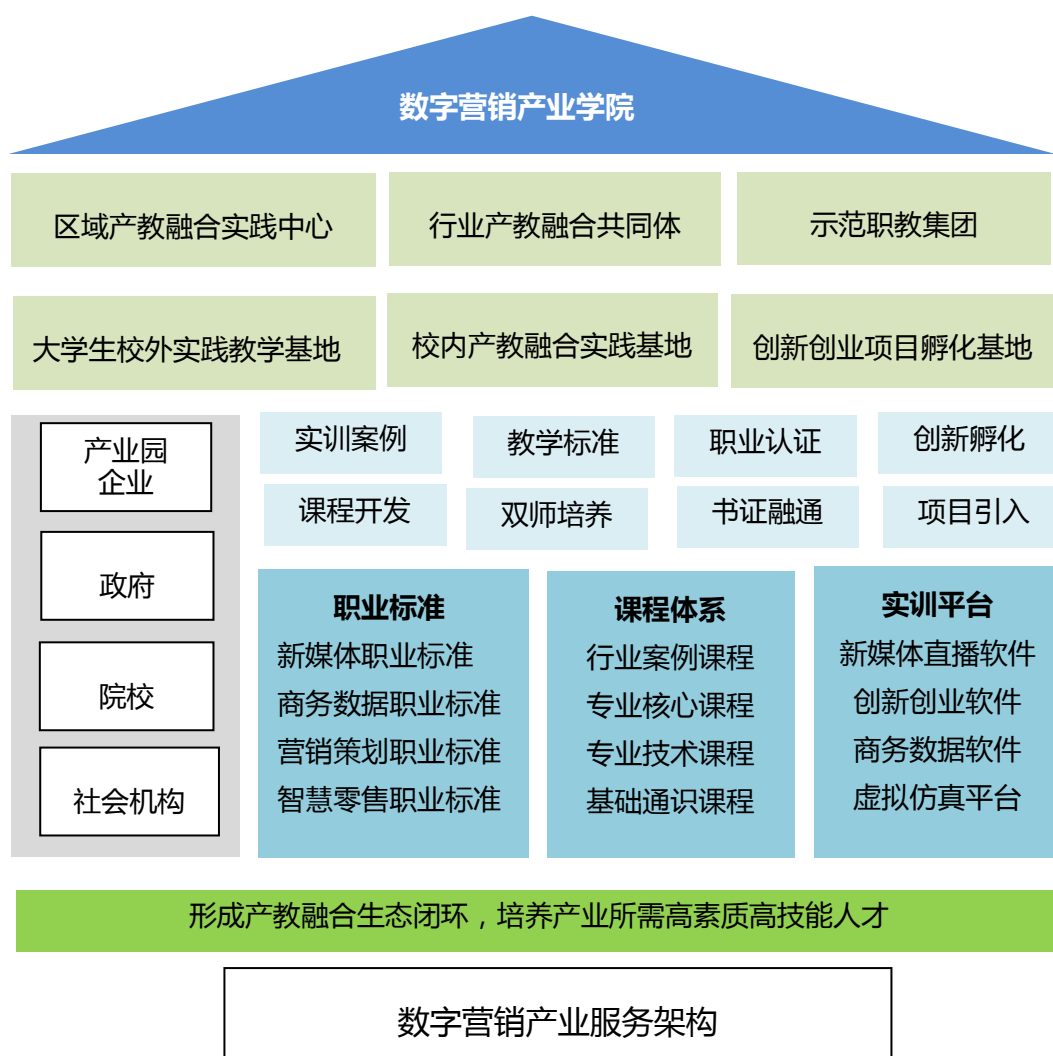 数字营销产业学院
区域产教融合实践中心
行业产教融合共同体
示范职教集团
大学生校外实践教学基地
校内产教融合实践基地
创新创业项目孵化基地
产业园
企业
政府
院校
社会机构
实训案例
教学标准
职业认证
创新孵化
课程开发
双师培养
书证融通
项目引入
职业标准
新媒体职业标准
商务数据职业标准
营销策划职业标准
智慧零售职业标准
课程体系
行业案例课程
专业核心课程
专业技术课程
基础通识课程
实训平台
新媒体直播软件
创新创业软件
商务数据软件
虚拟仿真平台
形成产教融合生态闭环，培养产业所需高素质高技能人才
数字营销产业服务架构